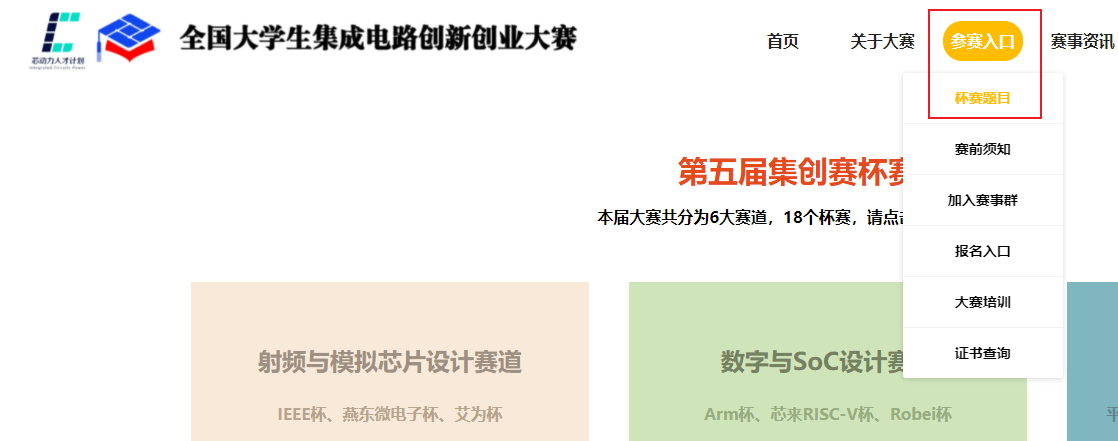 芯动力人才计划
Integrated Circuits Power
全国大学生集成电路创新创业大赛
首页
关于大赛
参赛入口
赛事资讯
杯赛题目
赛前须知
加入赛事群
报名入口
大赛培训
证书查询
第五届集创赛杯赛
本届大赛共分为6大赛道，18个杯赛，请点击
射频与模拟芯片设计赛道
IEEE杯、燕东微电子杯、艾为杯
数字与SoC设计赛
Arm杯、芯来RISC-V杯、Robei杯
平